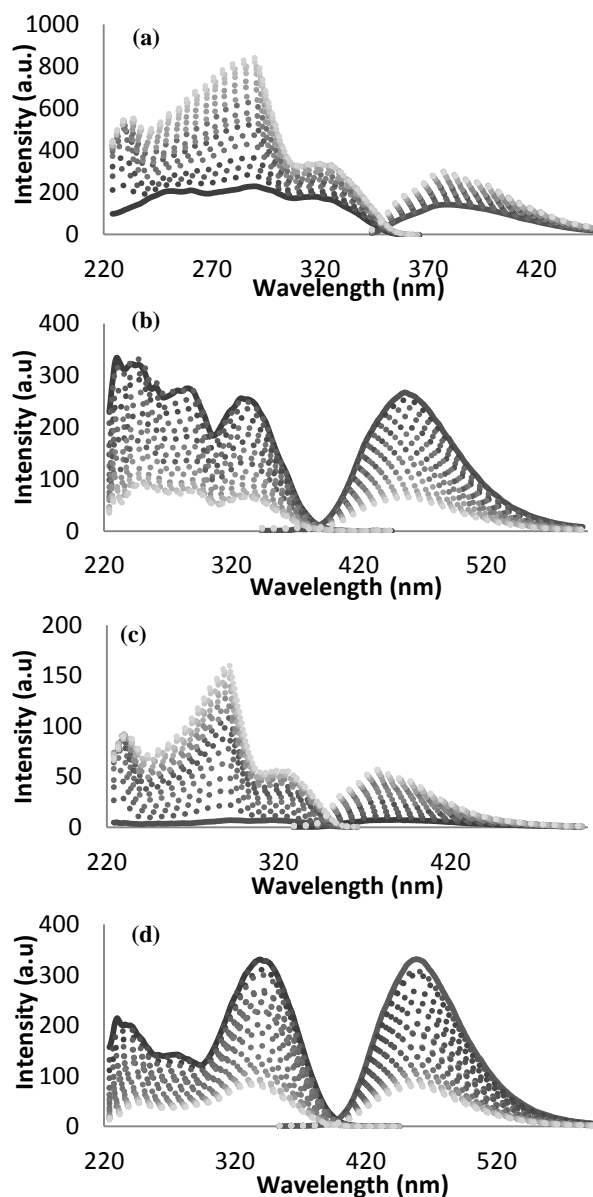 (a)
Intensity (a.u.)
1000
800
600
400
200
0
220 270 320 370 420
Wavelength (nm)
(b)
Intensity (a.u)
400
300
200
100
0
220 320 420 520
Wavelength (nm)
(c)
Intensity (a.u)
200
150
100
50
0
220 320 420
Wavelength (nm)
(d)
Intensity (a.u)
400
300
200
100
0
220 320 420 520
Wavelength (nm)